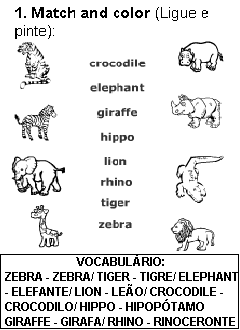 1. Match and color (Ligue e
pinte):
crocodile
elephant
giraffe
hippo
lion
rhino
tiger
zebra
VOCABULÁRIO:
ZEBRA - ZEBRA/ TIGER - TIGRE/ ELEPHANT
- ELEFANTE/ LION - LEÃO/ CROCODILE -
CROCODILO/ HIPPO - HIPOPÓTAMO
GIRAFFE - GIRAFA/ RHINO - RINOCERONTE